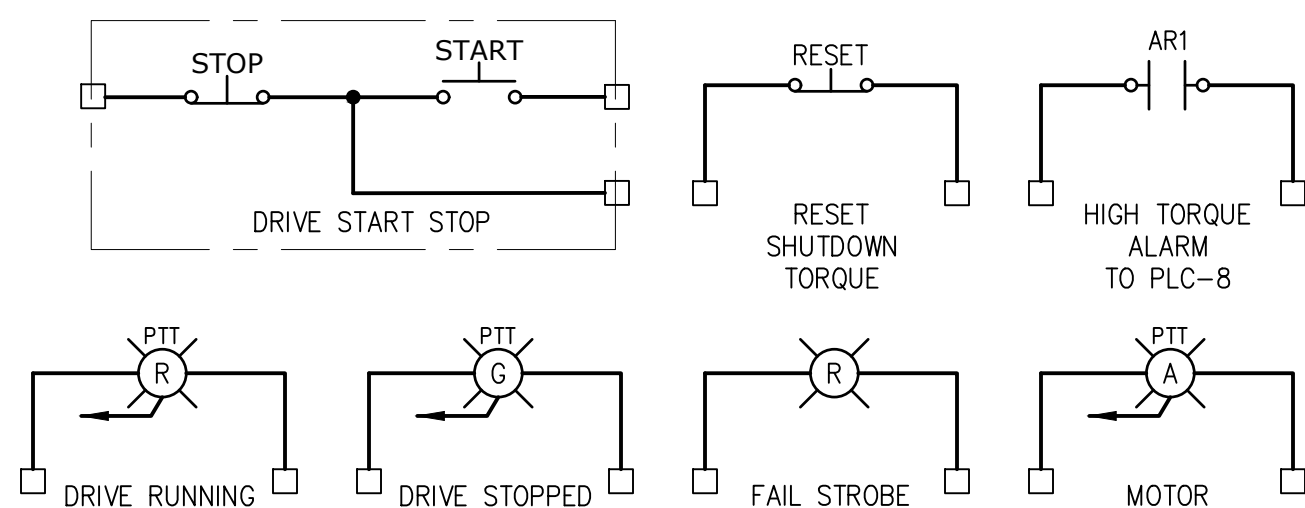 STOP
START
DRIVE START STOP
RESET
RESET
SHUTDOWN
TORQUE
AR1
HIGH TORQUE
ALARM
TO PLC-8
PTT
R
DRIVE RUNNING
PTT
G
DRIVE STOPPED
R
FAIL STROBE
PTT
A
MOTOR